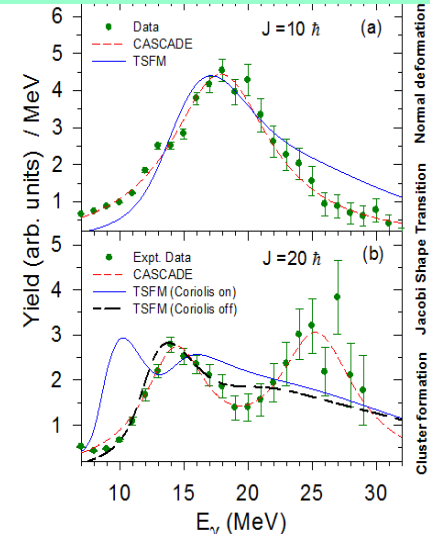 6
5
4
3
2
1
Data
CASCADE
TSFM
J = 10 ℏ
(a)
Normal deformation
Yield (arb. units) / MeV
Jacobi Shape Transition
5
4
3
2
1
Expt. Data
CASCADE
TSFM (Coriolis on)
TSFM (Coriolis off)
J =20 ℏ
(b)
Cluster formation
10 15 20 25 30
Eγ (MeV)